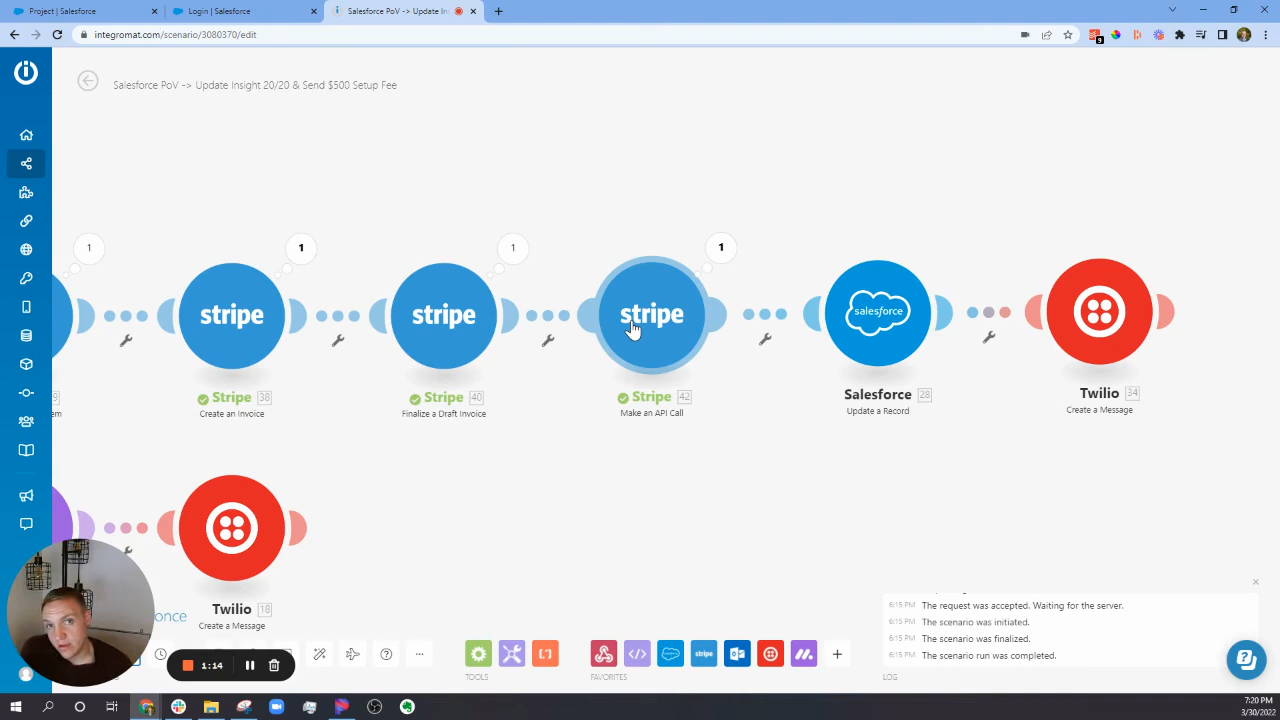 Project | Salesforce
Login | Salesforce
Salesforce PoV -> Update In
integromat.com/scenario/3080370/edit
9
Salesforce PoV -> Update Insight 20/20 & Send $500 Setup Fee
1
1
1
1
stripe
stripe
stripe
salesforce
9
em
Stripe 38
Create an Invoice
Stripe 40
Finalize a Draft Invoice
Stripe 42
Make an API Call
Salesforce 28
Update a Record
Twilio 34
Create a Message
once
Twilio 18
Create a Message
6:15 PM The request was accepted. Waiting for the server.
6:15 PM The scenario was initiated.
6:15 PM The scenario was finalized.
6:15 PM The scenario run was completed.
1:14
stripe
TOOLS
FAVORITES
LOG
7:20 PM
3/30/2022